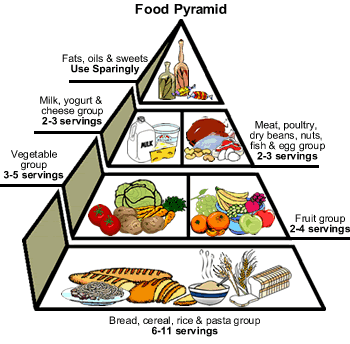 Food Pyramid
Fats, oils & sweets
Use Sparingly
Milk, yogurt &
cheese group
2-3 servings
MILK
Meat, poultry,
dry beans, nuts,
fish & egg group
2-3 servings
Vegetable
group
3-5 servings
Fruit group
2-4 servings
Bread, cereal, rice & pasta group
6-11 servings